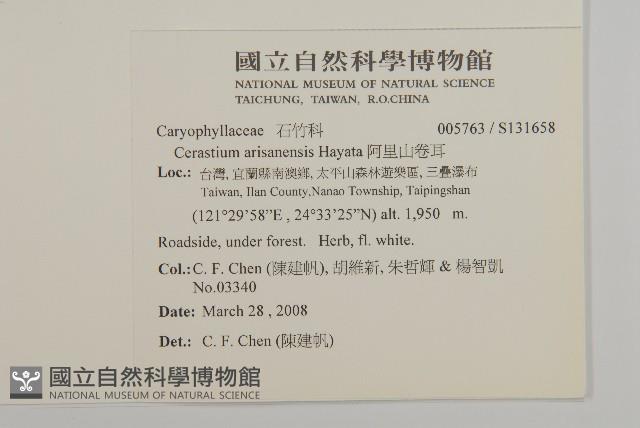 國立自然科學博物館
NATIONAL MUSEUM OF NATURAL SCIENCE
TAICHUNG, TAIWAN, R.O.CHINA
Caryophyllaceae 石竹科 005763 / S131658
Cerastium arisanensis Hayata 阿里山卷耳
Loc.: 台灣, 宜蘭縣南澳鄉, 太平山森林遊樂區, 三疊瀑布
Taiwan, Ilan County,Nanao Township, Taipingshan
(121°29'58”E , 24°33'25”N) alt. 1,950 m.
Roadside, under forest. Herb, fl. white.
Col.: C. F. Chen (陳建帆), 胡維新, 朱哲輝 & 楊智凱
No.03340
Date: March 28 , 2008
Det.: C. F. Chen (陳建帆)
國立自然科學博物館
NATIONAL MUSEUM OF NATURAL SCIENCE